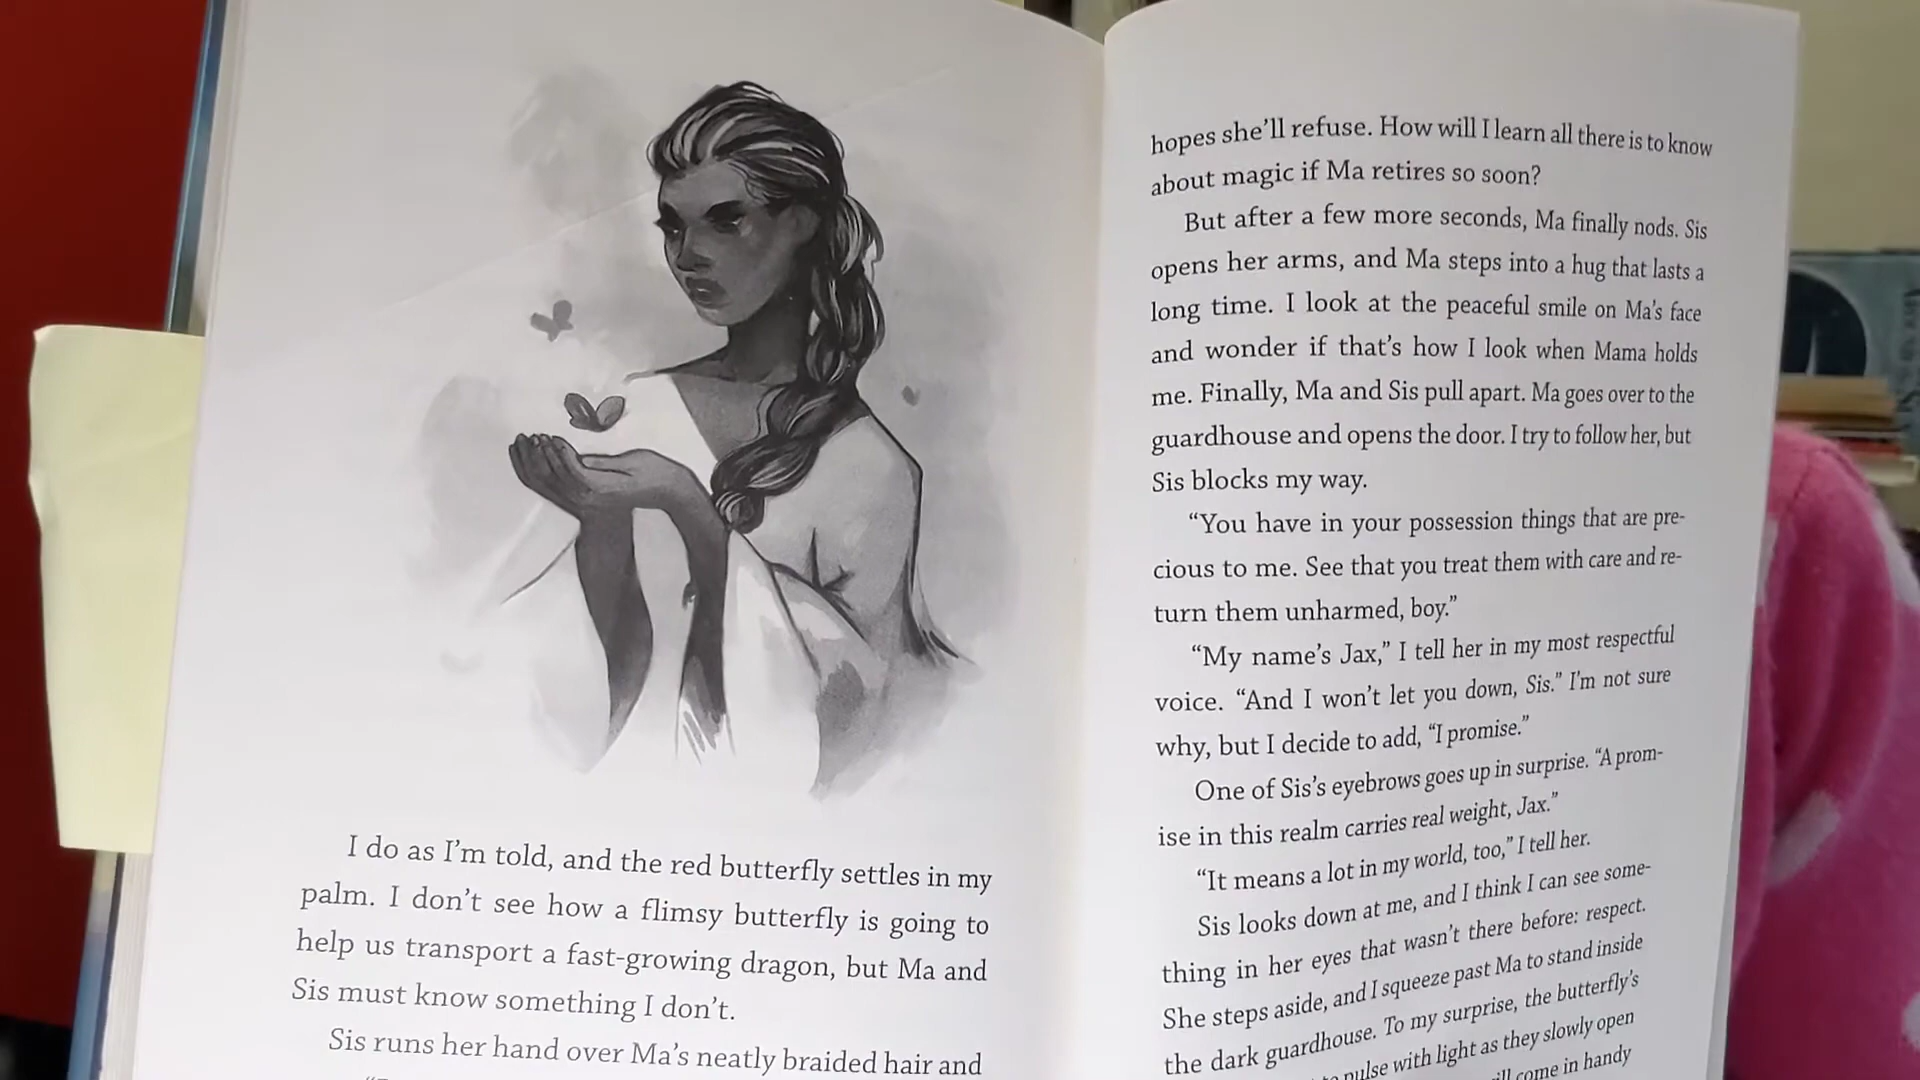 I do as I'm told, and the red butterfly settles in my
palm. I don't see how a flimsy butterfly is going to
help us transport a fast-growing dragon, but Ma and
Sis must know something I don't.
Sis runs her hand over Ma's neatly braided hair and
hopes she'll refuse. How will I learn all there is to know
about magic if Ma retires so soon?
But after a few more seconds, Ma finally nods. Sis
opens her arms, and Ma steps into a hug that lasts a
long time. I look at the peaceful smile on Ma's face
and wonder if that's how I look when Mama holds
me. Finally, Ma and Sis pull apart. Ma goes over to the
guardhouse and opens the door. I try to follow her, but
Sis blocks my way.
“You have in your possession things that are pre-
cious to me. See that you treat them with care and re-
turn them unharmed, boy.”
“My name's Jax,” I tell her in my most respectful
voice. “And I won't let you down, Sis.” I'm not sure
why, but I decide to add, “I promise.”
One of Sis's eyebrows goes up in surprise. “A prom-
ise in this realm carries real weight, Jax.”
“It means a lot in my world, too,” I tell her.
Sis looks down at me, and I think I can see some-
thing in her eyes that wasn't there before: respect.
She steps aside, and I squeeze past Ma to stand inside
the dark guardhouse. To my surprise, the butterfly's
pulse with light as they slowly open
come in handy